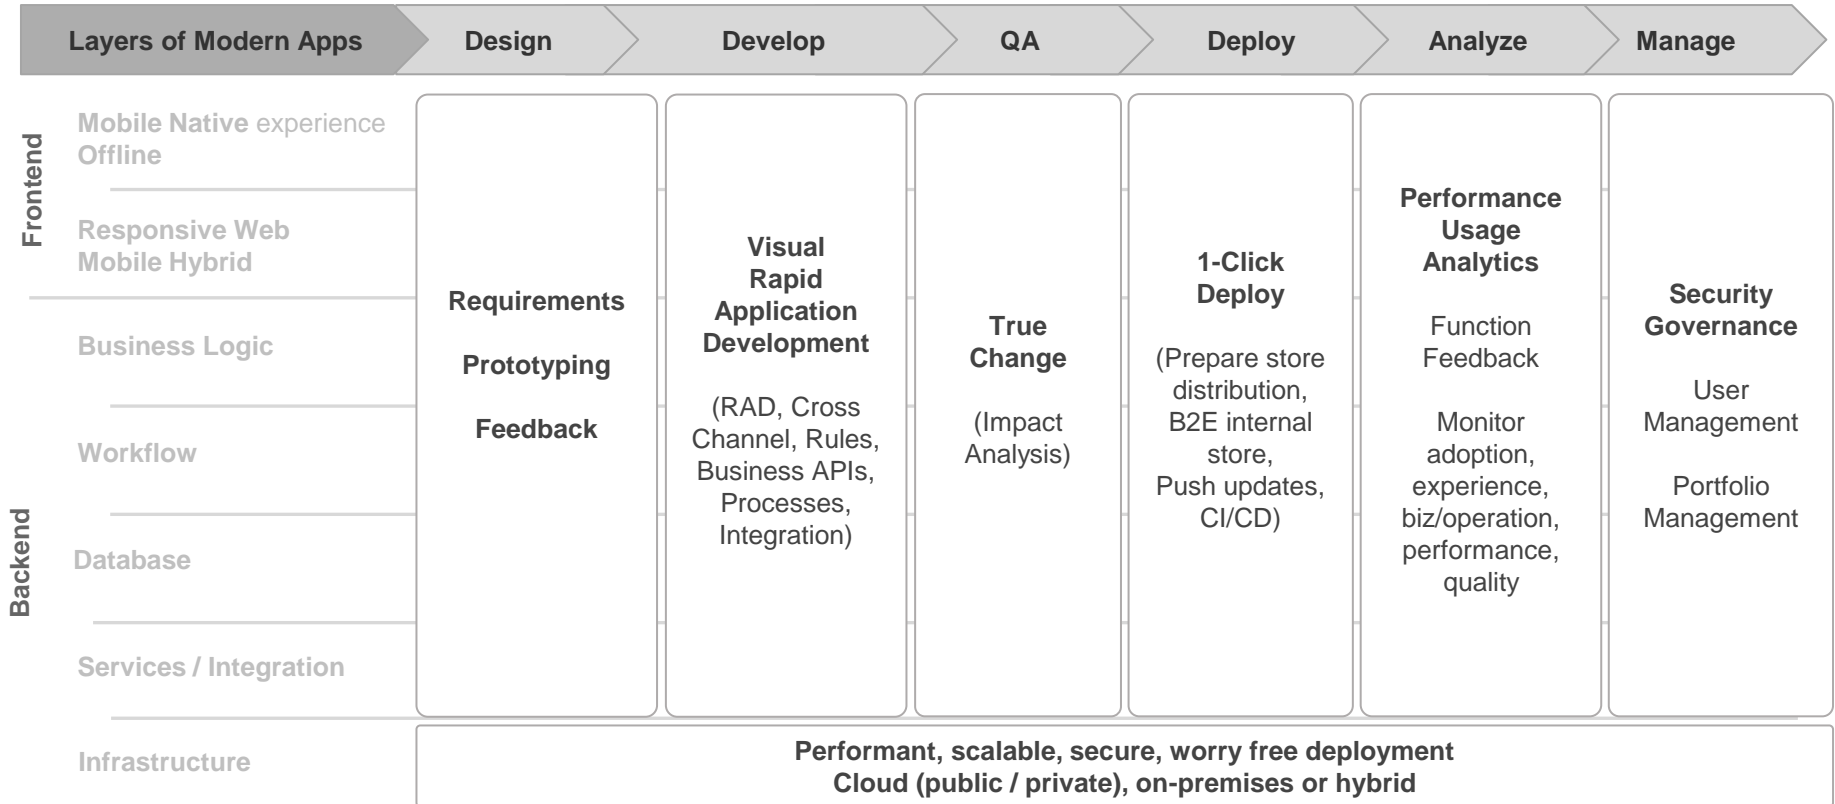 Layers of Modern Apps
Design
Develop
QA
Deploy
Analyze
Manage
Frontend
Mobile Native experience
Offline
Responsive Web
Mobile Hybrid
Backend
Business Logic
Workflow
Database
Services / Integration
Infrastructure
Requirements
Prototyping
Feedback
Visual
Rapid
Application
Development
(RAD, Cross
Channel, Rules,
Business APIs,
Processes,
Integration)
True
Change
(Impact
Analysis)
1-Click
Deploy
(Prepare store
distribution,
B2E internal
store,
Push updates,
CI/CD)
Performance
Usage
Analytics
Function
Feedback
Monitor
adoption,
experience,
biz/operation,
performance,
quality
Security
Governance
User
Management
Portfolio
Management
Performant, scalable, secure, worry free deployment
Cloud (public / private), on-premises or hybrid